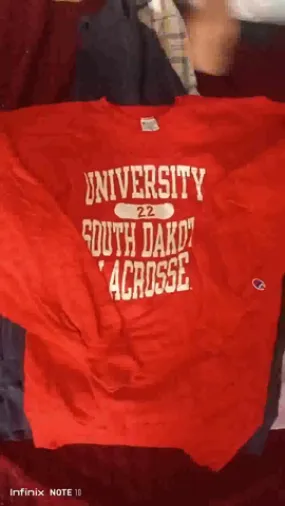 UNIVERSITY
22
SOUTH DAKOT
LACROSSE
Infinix NOTE 10